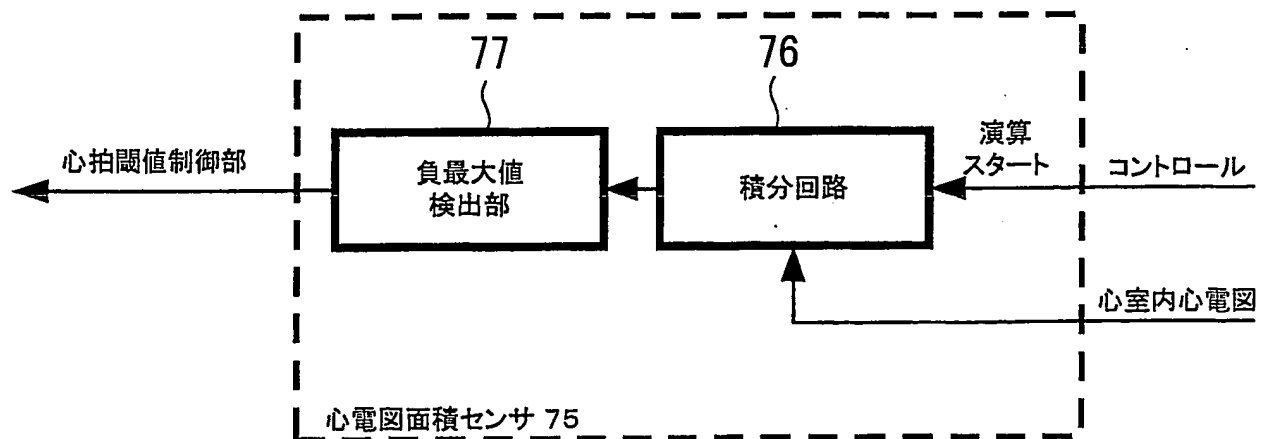 77
76
心拍閾値制御部
負最大値
検出部
積分回路
演算
スタート
コントロール
心室内心電図
心電図面積センサ 75